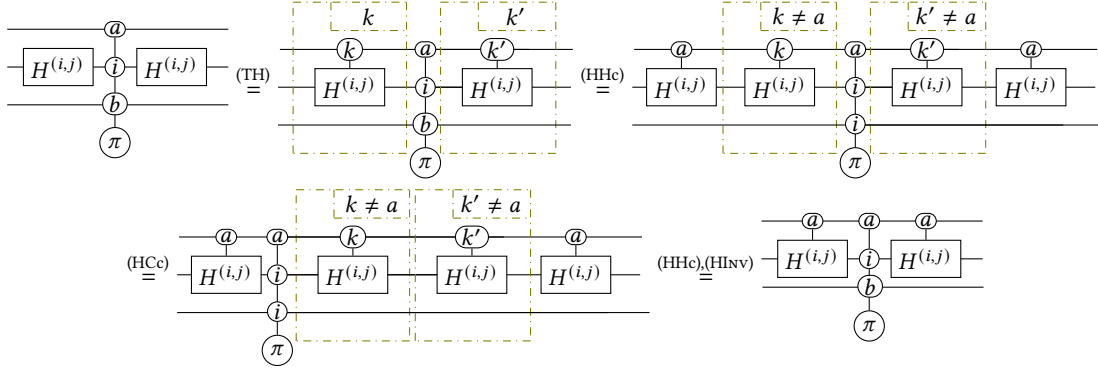 k k′ k ≠ a k′ ≠ a
a k a k′ a k a k′ a
H^(i,j) i H^(i,j) (TH) = H^(i,j) i H^(i,j) (HHc) = H^(i,j) H^(i,j) i H^(i,j) H^(i,j)
b b i
π π π
k ≠ a k′ ≠ a
a a k k′ a a a a
(HCc) = H^(i,j) i H^(i,j) H^(i,j) H^(i,j) (HHc),(HInv) = H^(i,j) i H^(i,j)
i b
π π